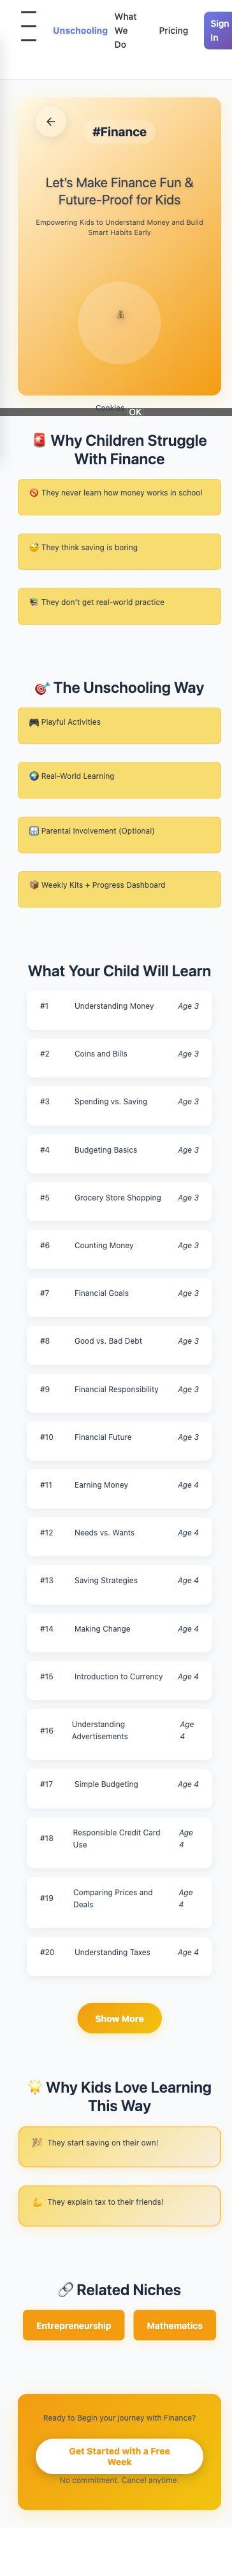 Unschooling
What
We
Do
Pricing
Sign
In
#Finance
Let's Make Finance Fun &
Future-Proof for Kids
Empowering Kids to Understand Money and Build
Smart Habits Early
Cookies
OK
🚨 Why Children Struggle
With Finance
🚫 They never learn how money works in school
😴 They think saving is boring
📚 They don't get real-world practice
🎯 The Unschooling Way
🎮 Playful Activities
🌍 Real-World Learning
👨‍👩‍👧 Parental Involvement (Optional)
📦 Weekly Kits + Progress Dashboard
What Your Child Will Learn
#1 Understanding Money Age 3
#2 Coins and Bills Age 3
#3 Spending vs. Saving Age 3
#4 Budgeting Basics Age 3
#5 Grocery Store Shopping Age 3
#6 Counting Money Age 3
#7 Financial Goals Age 3
#8 Good vs. Bad Debt Age 3
#9 Financial Responsibility Age 3
#10 Financial Future Age 3
#11 Earning Money Age 4
#12 Needs vs. Wants Age 4
#13 Saving Strategies Age 4
#14 Making Change Age 4
#15 Introduction to Currency Age 4
#16 Understanding
Advertisements
Age
4
#17 Simple Budgeting Age 4
#18 Responsible Credit Card
Use
Age
4
#19 Comparing Prices and
Deals
Age
4
#20 Understanding Taxes Age 4
Show More
🌟 Why Kids Love Learning
This Way
🎉 They start saving on their own!
💪 They explain tax to their friends!
🔗 Related Niches
Entrepreneurship
Mathematics
Ready to Begin your journey with Finance?
Get Started with a Free
Week
No commitment. Cancel anytime.